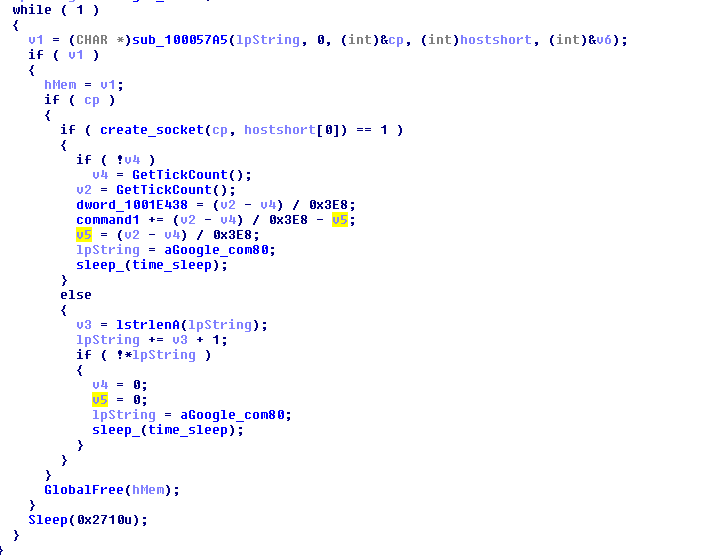 while ( 1 )
{
v1 = (CHAR *)sub_100057A5(lpString, 0, (int)&cp, (int)hostshort, (int)&v6);
if ( v1 )
{
hMem = v1;
if ( cp )
{
if ( create_socket(cp, hostshort[0]) == 1 )
{
if ( !v4 )
v4 = GetTickCount();
v2 = GetTickCount();
dword_1001E438 = (v2 - v4) / 0x3E8;
command1 += (v2 - v4) / 0x3E8 - v5;
v5 = (v2 - v4) / 0x3E8;
lpString = aGoogle_com80;
sleep_(time_sleep);
}
else
{
v3 = lstrlenA(lpString);
lpString += v3 + 1;
if ( !*lpString )
{
v4 = 0;
v5 = 0;
lpString = aGoogle_com80;
sleep_(time_sleep);
}
}
}
GlobalFree(hMem);
}
Sleep(0x2710u);
}
}